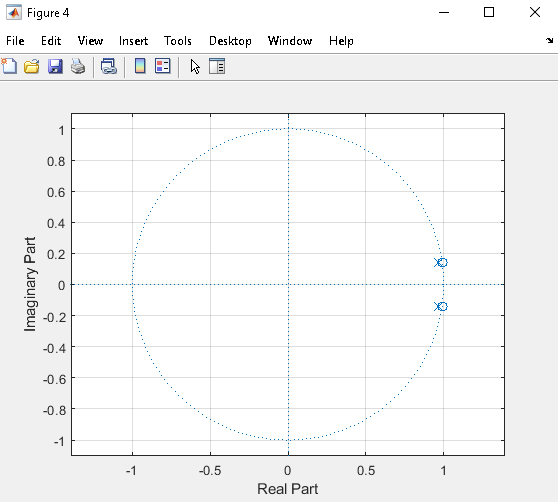 Figure 4
File Edit View Insert Tools Desktop Window Help
1
0.8
0.6
0.4
0.2
0
-0.2
-0.4
-0.6
-0.8
-1
Imaginary Part
-1 -0.5 0 0.5 1
Real Part